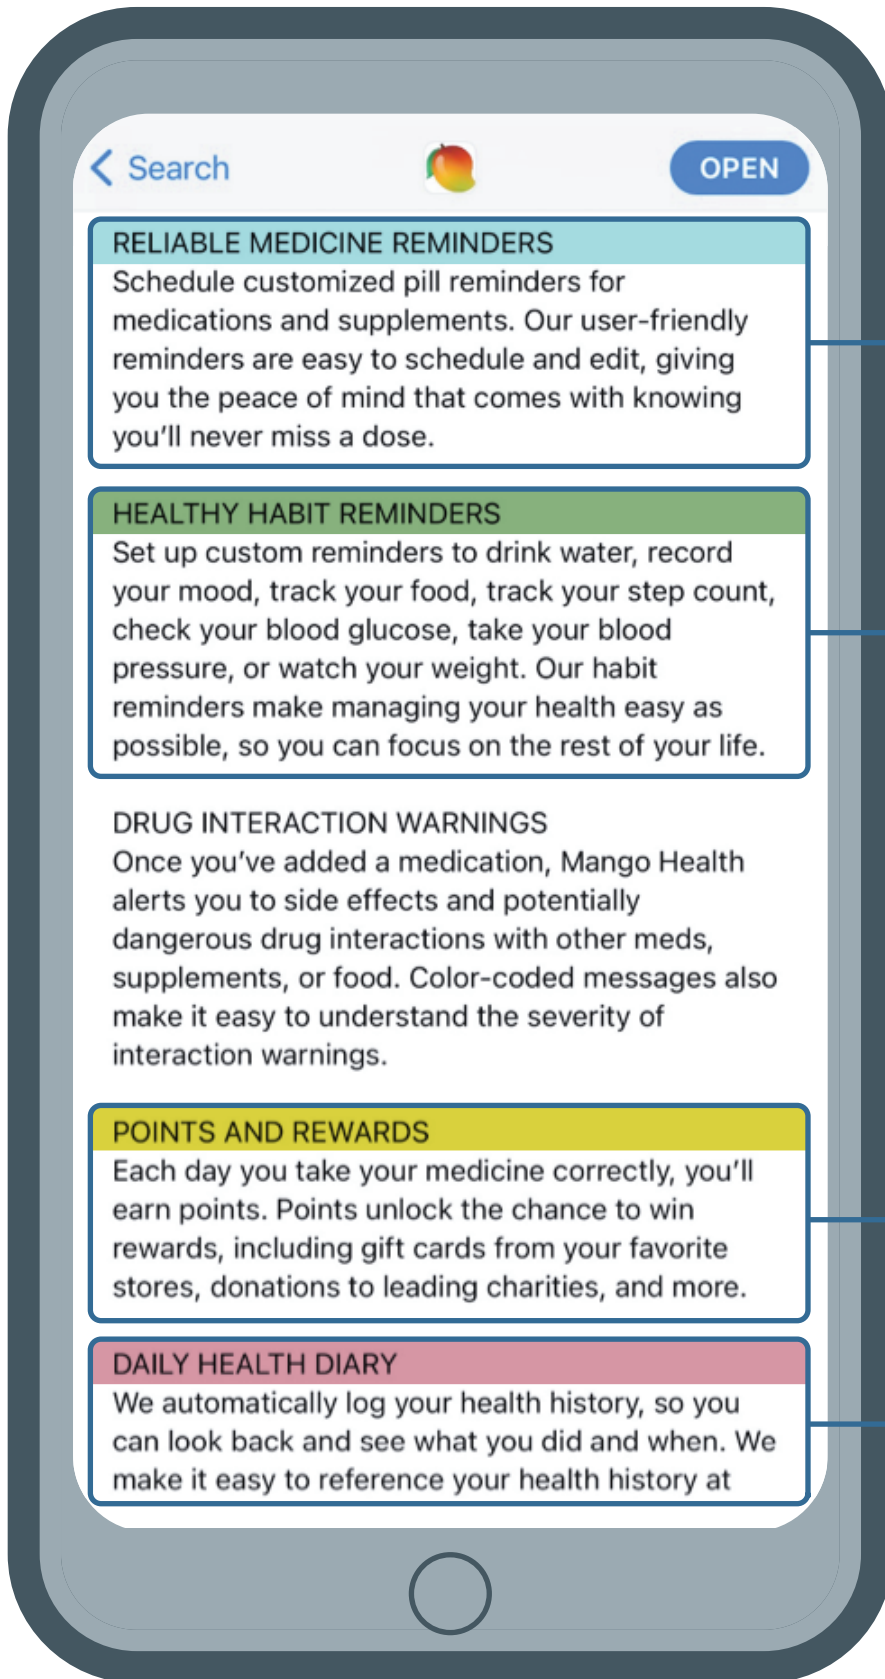 Search
OPEN
RELIABLE MEDICINE REMINDERS
Schedule customized pill reminders for
medications and supplements. Our user-friendly
reminders are easy to schedule and edit, giving
you the peace of mind that comes with knowing
you’ll never miss a dose.
HEALTHY HABIT REMINDERS
Set up custom reminders to drink water, record
your mood, track your food, track your step count,
check your blood glucose, take your blood
pressure, or watch your weight. Our habit
reminders make managing your health easy as
possible, so you can focus on the rest of your life.
DRUG INTERACTION WARNINGS
Once you’ve added a medication, Mango Health
alerts you to side effects and potentially
dangerous drug interactions with other meds,
supplements, or food. Color-coded messages also
make it easy to understand the severity of
interaction warnings.
POINTS AND REWARDS
Each day you take your medicine correctly, you’ll
earn points. Points unlock the chance to win
rewards, including gift cards from your favorite
stores, donations to leading charities, and more.
DAILY HEALTH DIARY
We automatically log your health history, so you
can look back and see what you did and when. We
make it easy to reference your health history at